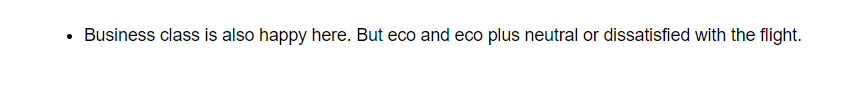 Business class is also happy here. But eco and eco plus neutral or dissatisfied with the flight.